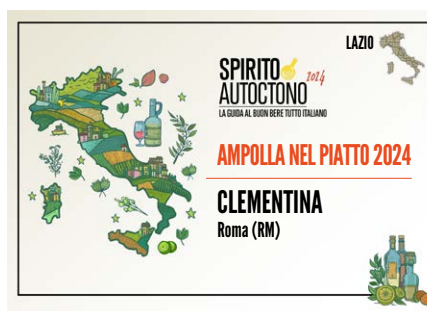 LAZIO
SPIRITO 2024
AUTOCTONO
LA GUIDA AL BUON BERE TUTTO ITALIANO
AMPOLLA NEL PIATTO 2024
CLEMENTINA
Roma (RM)